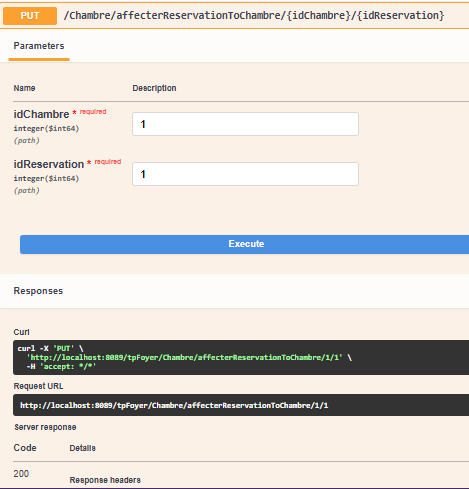 PUT /Chambre/affecterReservationToChambre/{idChambre}/{idReservation}
Parameters
Name Description
idChambre * required
integer($int64)
(path)
1
idReservation * required
integer($int64)
(path)
1
Execute
Responses
Curl
curl -X 'PUT' \
'http://localhost:8089/tpFoyer/Chambre/affecterReservationToChambre/1/1' \
-H 'accept: */*'
Request URL
http://localhost:8089/tpFoyer/Chambre/affecterReservationToChambre/1/1
Server response
Code Details
200
Response headers